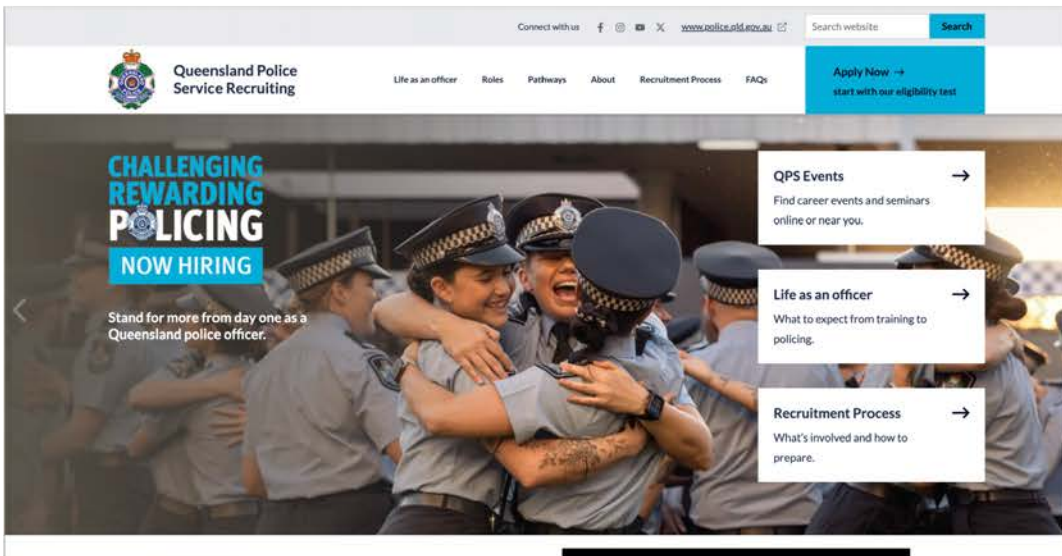 Connect with us
www.police.qld.gov.au
Search website
Search
Queensland Police
Service Recruiting
Life as an officer
Roles
Pathways
About
Recruitment Process
FAQs
Apply Now →
start with our eligibility test
CHALLENGING
REWARDING
POLICING
NOW HIRING
Stand for more from day one as a
Queensland police officer.
QPS Events
Find career events and seminars
online or near you.
Life as an officer
What to expect from training to
policing.
Recruitment Process
What's involved and how to
prepare.